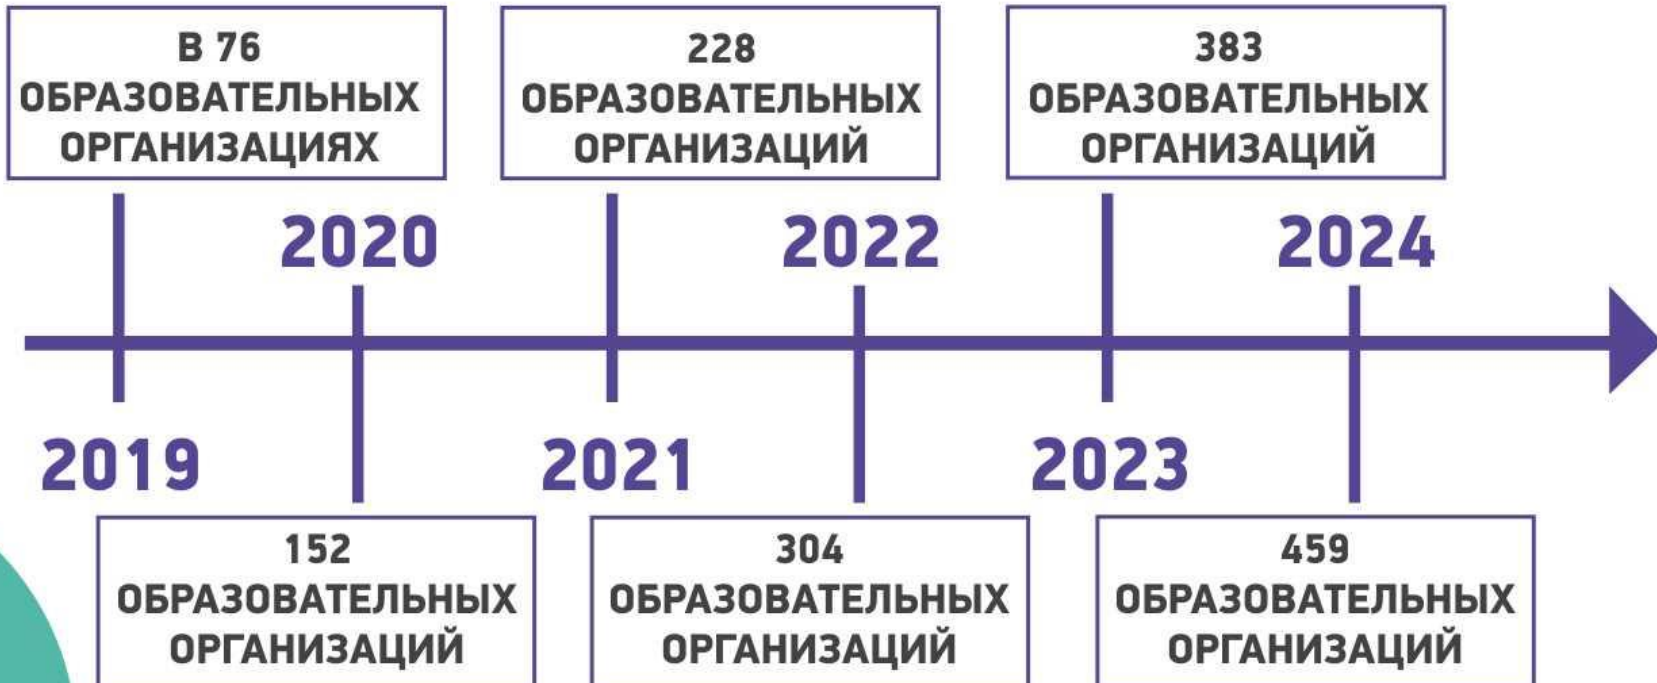 В 76
ОБРАЗОВАТЕЛЬНЫХ
ОРГАНИЗАЦИЯХ
228
ОБРАЗОВАТЕЛЬНЫХ
ОРГАНИЗАЦИЙ
383
ОБРАЗОВАТЕЛЬНЫХ
ОРГАНИЗАЦИЙ
2020
2022
2024
2019
2021
2023
152
ОБРАЗОВАТЕЛЬНЫХ
ОРГАНИЗАЦИЙ
304
ОБРАЗОВАТЕЛЬНЫХ
ОРГАНИЗАЦИЙ
459
ОБРАЗОВАТЕЛЬНЫХ
ОРГАНИЗАЦИЙ